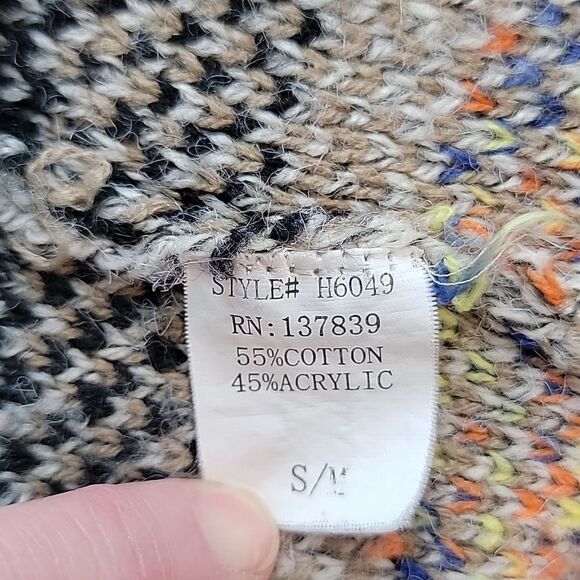 STYLE# H6049
RN:137839
55%COTTON
45%ACRYLIC
S/M